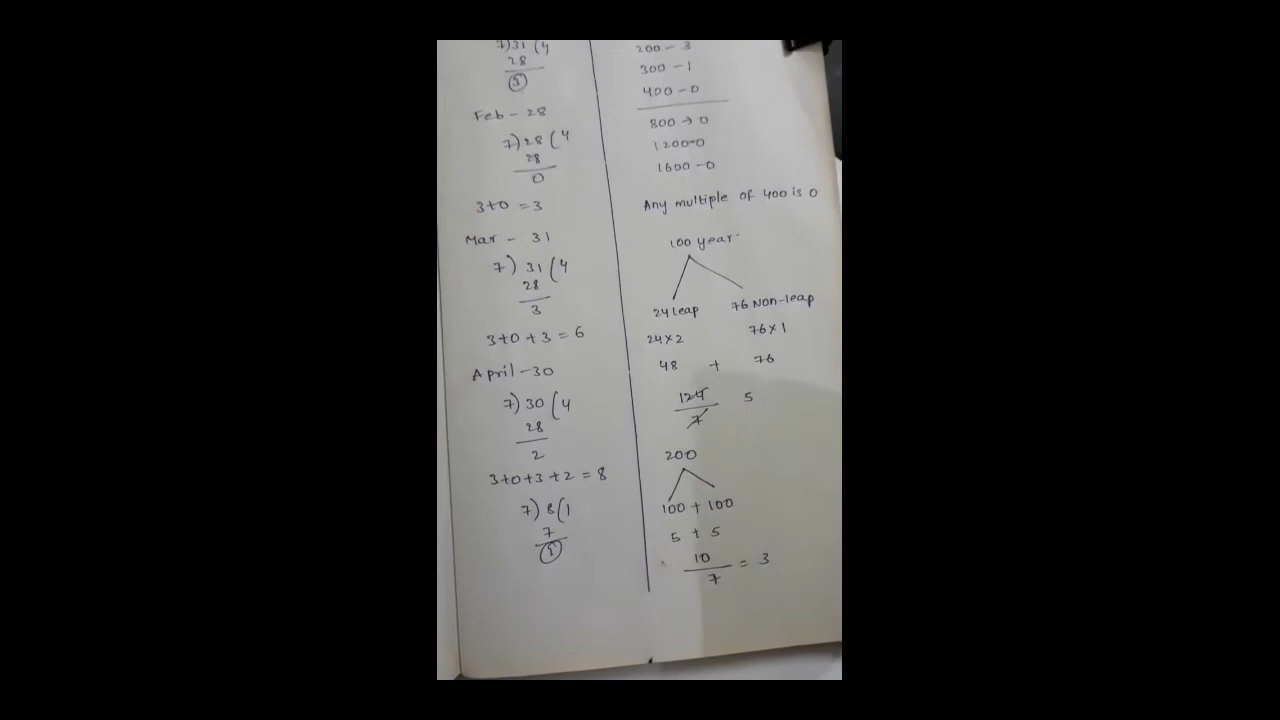 7)31(4
28
3
Feb - 28
7)28(4
28
0
3+0 = 3
Mar - 31
7)31(4
28
3
3+0+3 = 6
April - 30
7)30(4
28
2
3+0+3+2 = 8
7)8(1
7
1
200 - 3
300 - 1
400 - 0
800 → 0
1200-0
1600 - 0
Any multiple of 400 is 0
100 year
24 leap 76 Non-leap
24×2 76×1
48 + 76
124 5
7
200
100 + 100
5 + 5
10
7 = 3